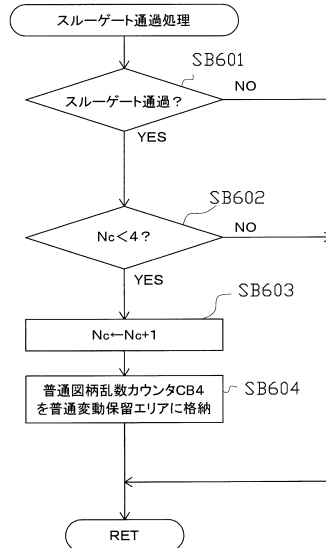 スルーゲート通過処理
SB601
スルーゲート通過？
NO
YES
SB602
Nc＜4？
NO
YES
SB603
Nc←Nc+1
普通図柄乱数カウンタCB4
を普通変動保留エリアに格納
SB604
RET